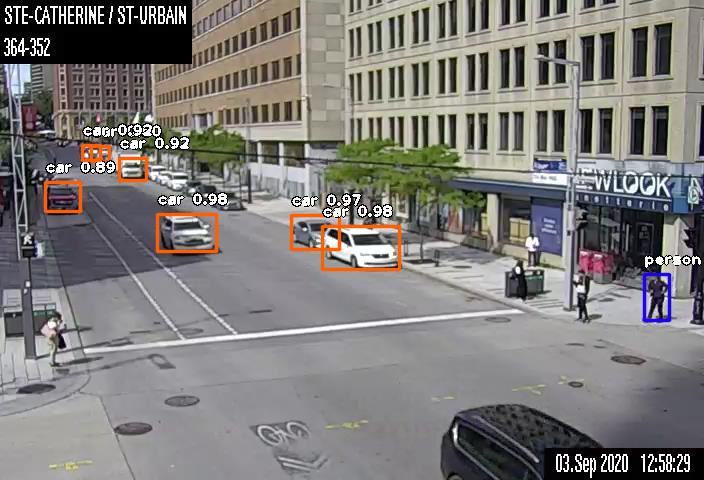 STE-CATHERINE / ST-URBAIN
364-352
car 0.92
car 0.89
car 0.98
car 0.97
car 0.98
NEWLOOK
person
03.Sep 2020 12:58:29